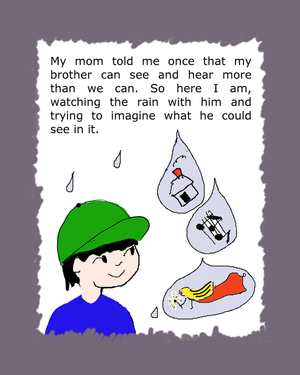 My mom told me once that my
brother can see and hear more
than we can. So here I am,
watching the rain with him and
trying to imagine what he could
see in it.